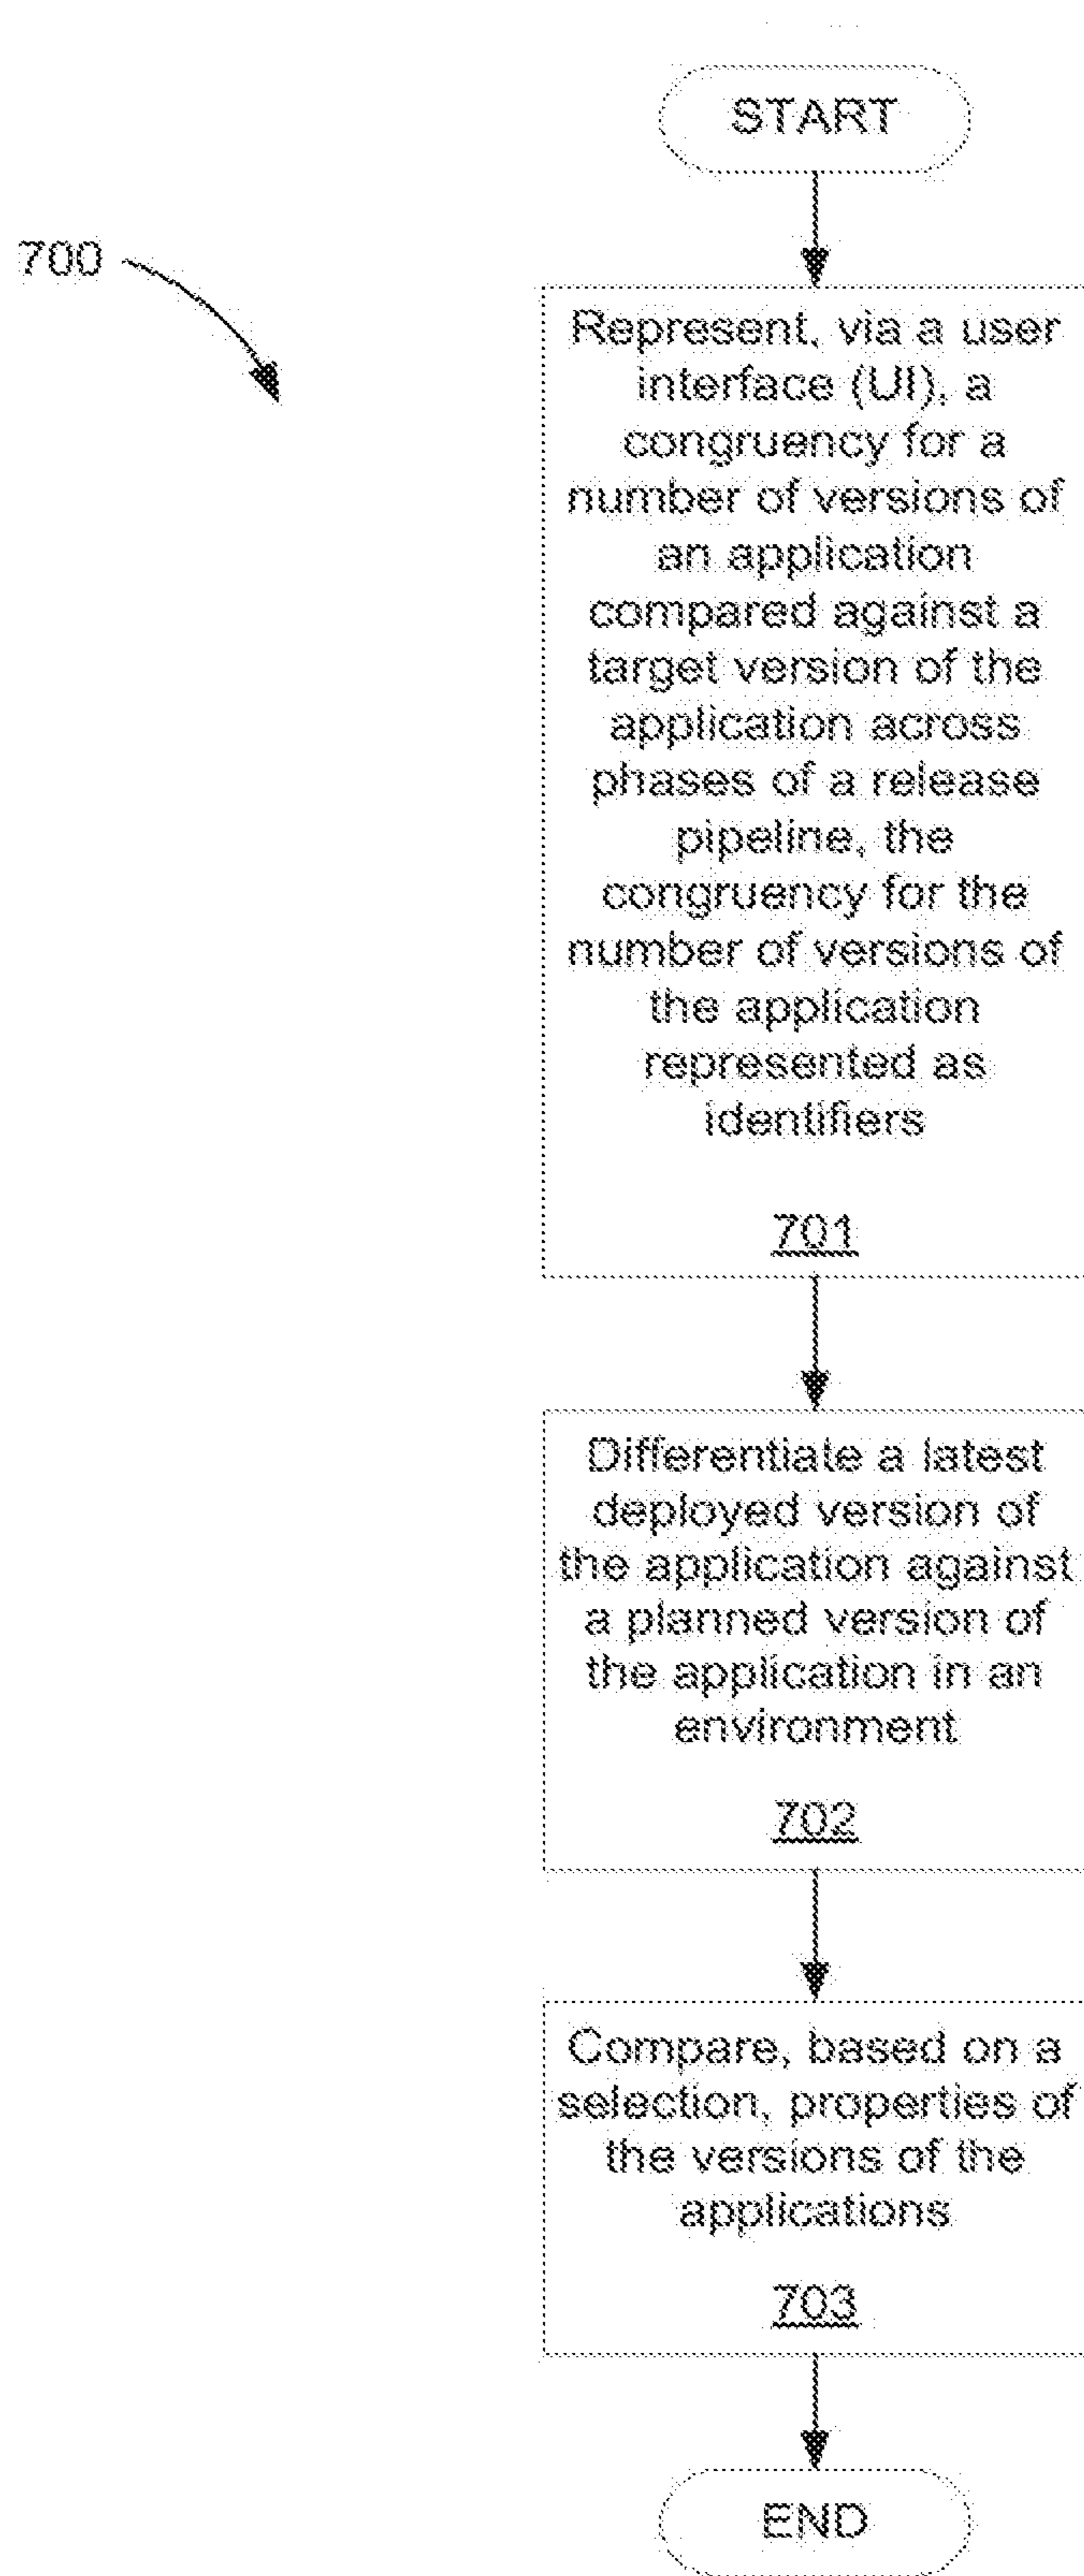 START
700
Represent, via a user
interface (UI), a
congruency for a
number of versions of
an application
compared against a
target version of the
application across
phases of a release
pipeline, the
congruency for the
number of versions of
the application
represented as
identifiers
701
Differentiate a latest
deployed version of
the application against
a planned version of
the application in an
environment
702
Compare, based on a
selection, properties of
the versions of the
applications
703
END